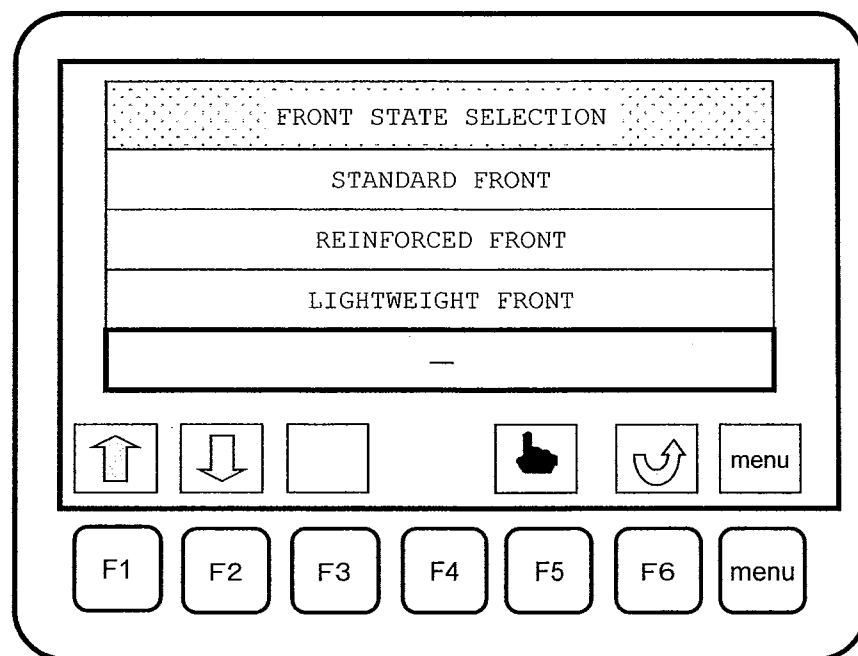 FRONT STATE SELECTION
STANDARD FRONT
REINFORCED FRONT
LIGHTWEIGHT FRONT
—
menu
F1 F2 F3 F4 F5 F6 menu